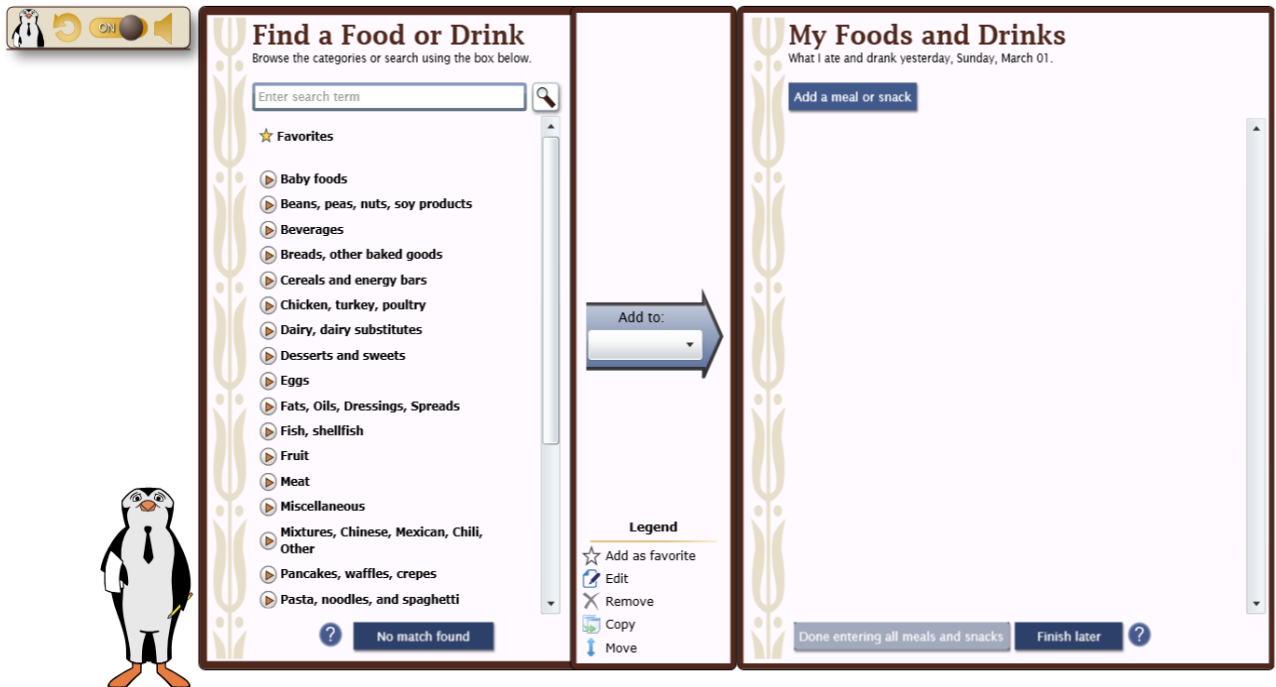 ON
Find a Food or Drink
Browse the categories or search using the box below.
Enter search term
Favorites
Baby foods
Beans, peas, nuts, soy products
Beverages
Breads, other baked goods
Cereals and energy bars
Chicken, turkey, poultry
Dairy, dairy substitutes
Desserts and sweets
Eggs
Fats, Oils, Dressings, Spreads
Fish, shellfish
Fruit
Meat
Miscellaneous
Mixtures, Chinese, Mexican, Chili,
Other
Pancakes, waffles, crepes
Pasta, noodles, and spaghetti
? No match found
Add to:
Legend
Add as favorite
Edit
Remove
Copy
Move
My Foods and Drinks
What I ate and drank yesterday, Sunday, March 01.
Add a meal or snack
Done entering all meals and snacks Finish later ?